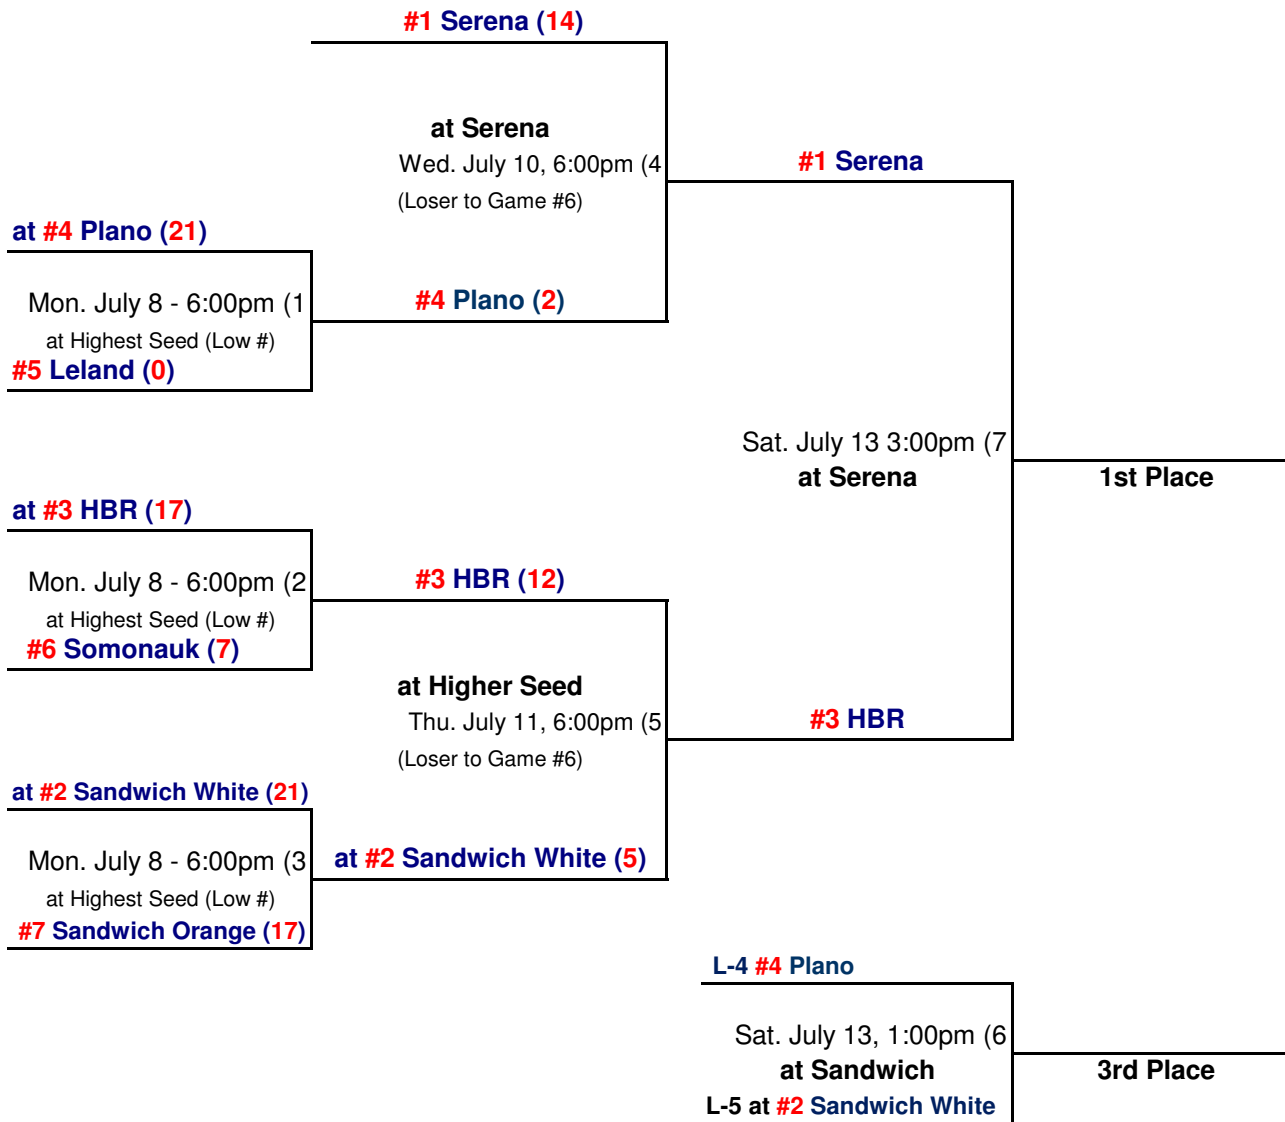 #1 Serena (14)
at Serena
Wed. July 10, 6:00pm (4
(Loser to Game #6)
#1 Serena
at #4 Plano (21)
Mon. July 8 - 6:00pm (1
at Highest Seed (Low #)
#5 Leland (0)
#4 Plano (2)
Sat. July 13 3:00pm (7
at Serena
1st Place
at #3 HBR (17)
Mon. July 8 - 6:00pm (2
at Highest Seed (Low #)
#6 Somonauk (7)
#3 HBR (12)
at Higher Seed
Thu. July 11, 6:00pm (5
(Loser to Game #6)
#3 HBR
at #2 Sandwich White (21)
Mon. July 8 - 6:00pm (3
at Highest Seed (Low #)
#7 Sandwich Orange (17)
at #2 Sandwich White (5)
L-4 #4 Plano
Sat. July 13, 1:00pm (6
at Sandwich
3rd Place
L-5 at #2 Sandwich White